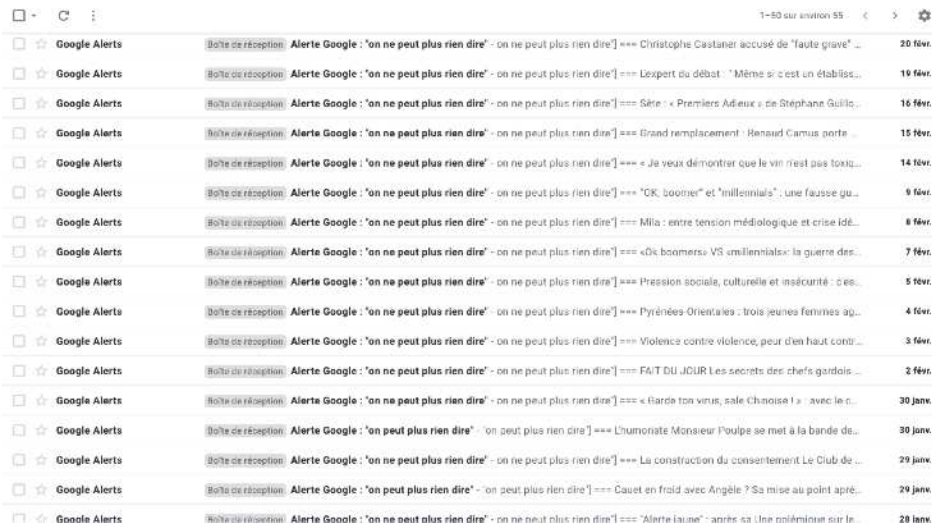 1–50 sur environ 55
Google Alerts Boîte de réception Alerte Google : "on ne peut plus rien dire" - on ne peut plus rien dire"] === Christophe Castaner accusé de "faute grave" ... 20 févr.
Google Alerts Boîte de réception Alerte Google : "on ne peut plus rien dire" - on ne peut plus rien dire"] === L'expert du débat : " Même si c'est un établiss... 19 févr.
Google Alerts Boîte de réception Alerte Google : "on ne peut plus rien dire" - on ne peut plus rien dire"] === Sète : « Premiers Adieux » de Stéphane Guillo... 16 févr.
Google Alerts Boîte de réception Alerte Google : "on ne peut plus rien dire" - on ne peut plus rien dire"] === Grand remplacement : Renaud Camus porte ... 15 févr.
Google Alerts Boîte de réception Alerte Google : "on ne peut plus rien dire" - on ne peut plus rien dire"] === « Je veux démontrer que le vin n'est pas toxiq... 14 févr.
Google Alerts Boîte de réception Alerte Google : "on ne peut plus rien dire" - on ne peut plus rien dire"] === "OK, boomer" et "millennials" : une fausse gu... 9 févr.
Google Alerts Boîte de réception Alerte Google : "on ne peut plus rien dire" - on ne peut plus rien dire"] === Mila : entre tension médiologique et crise idé... 8 févr.
Google Alerts Boîte de réception Alerte Google : "on ne peut plus rien dire" - on ne peut plus rien dire"] === «Ok boomers» VS «millennials»: la guerre des... 7 févr.
Google Alerts Boîte de réception Alerte Google : "on ne peut plus rien dire" - on ne peut plus rien dire"] === Pression sociale, culturelle et insécurité : des... 5 févr.
Google Alerts Boîte de réception Alerte Google : "on ne peut plus rien dire" - on ne peut plus rien dire"] === Pyrénées-Orientales : trois jeunes femmes ag... 4 févr.
Google Alerts Boîte de réception Alerte Google : "on ne peut plus rien dire" - on ne peut plus rien dire"] === Violence contre violence, peur d'en haut contr... 3 févr.
Google Alerts Boîte de réception Alerte Google : "on ne peut plus rien dire" - on ne peut plus rien dire"] === FAIT DU JOUR Les secrets des chefs gardois ... 2 févr.
Google Alerts Boîte de réception Alerte Google : "on ne peut plus rien dire" - on ne peut plus rien dire"] === « Garde ton virus, sale Chinoise ! » : avec le c... 30 janv.
Google Alerts Boîte de réception Alerte Google : "on peut plus rien dire" - "on peut plus rien dire"] === L'humoriste Monsieur Poulpe se met à la bande de... 30 janv.
Google Alerts Boîte de réception Alerte Google : "on ne peut plus rien dire" - on ne peut plus rien dire"] === La construction du consentement Le Club de ... 29 janv.
Google Alerts Boîte de réception Alerte Google : "on peut plus rien dire" - "on peut plus rien dire"] === Cauet en froid avec Angèle ? Sa mise au point apré... 29 janv.
Google Alerts Boîte de réception Alerte Google : "on ne peut plus rien dire" - on ne peut plus rien dire"] === "Alerte jaune" : après sa Une polémique sur le... 28 janv.